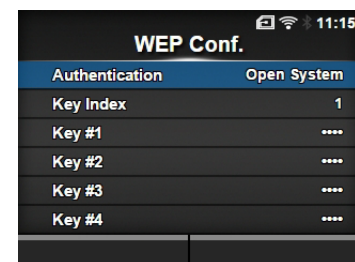 11:15
WEP Conf.
Authentication Open System
Key Index 1
Key #1 ••••
Key #2 ••••
Key #3 ••••
Key #4 ••••